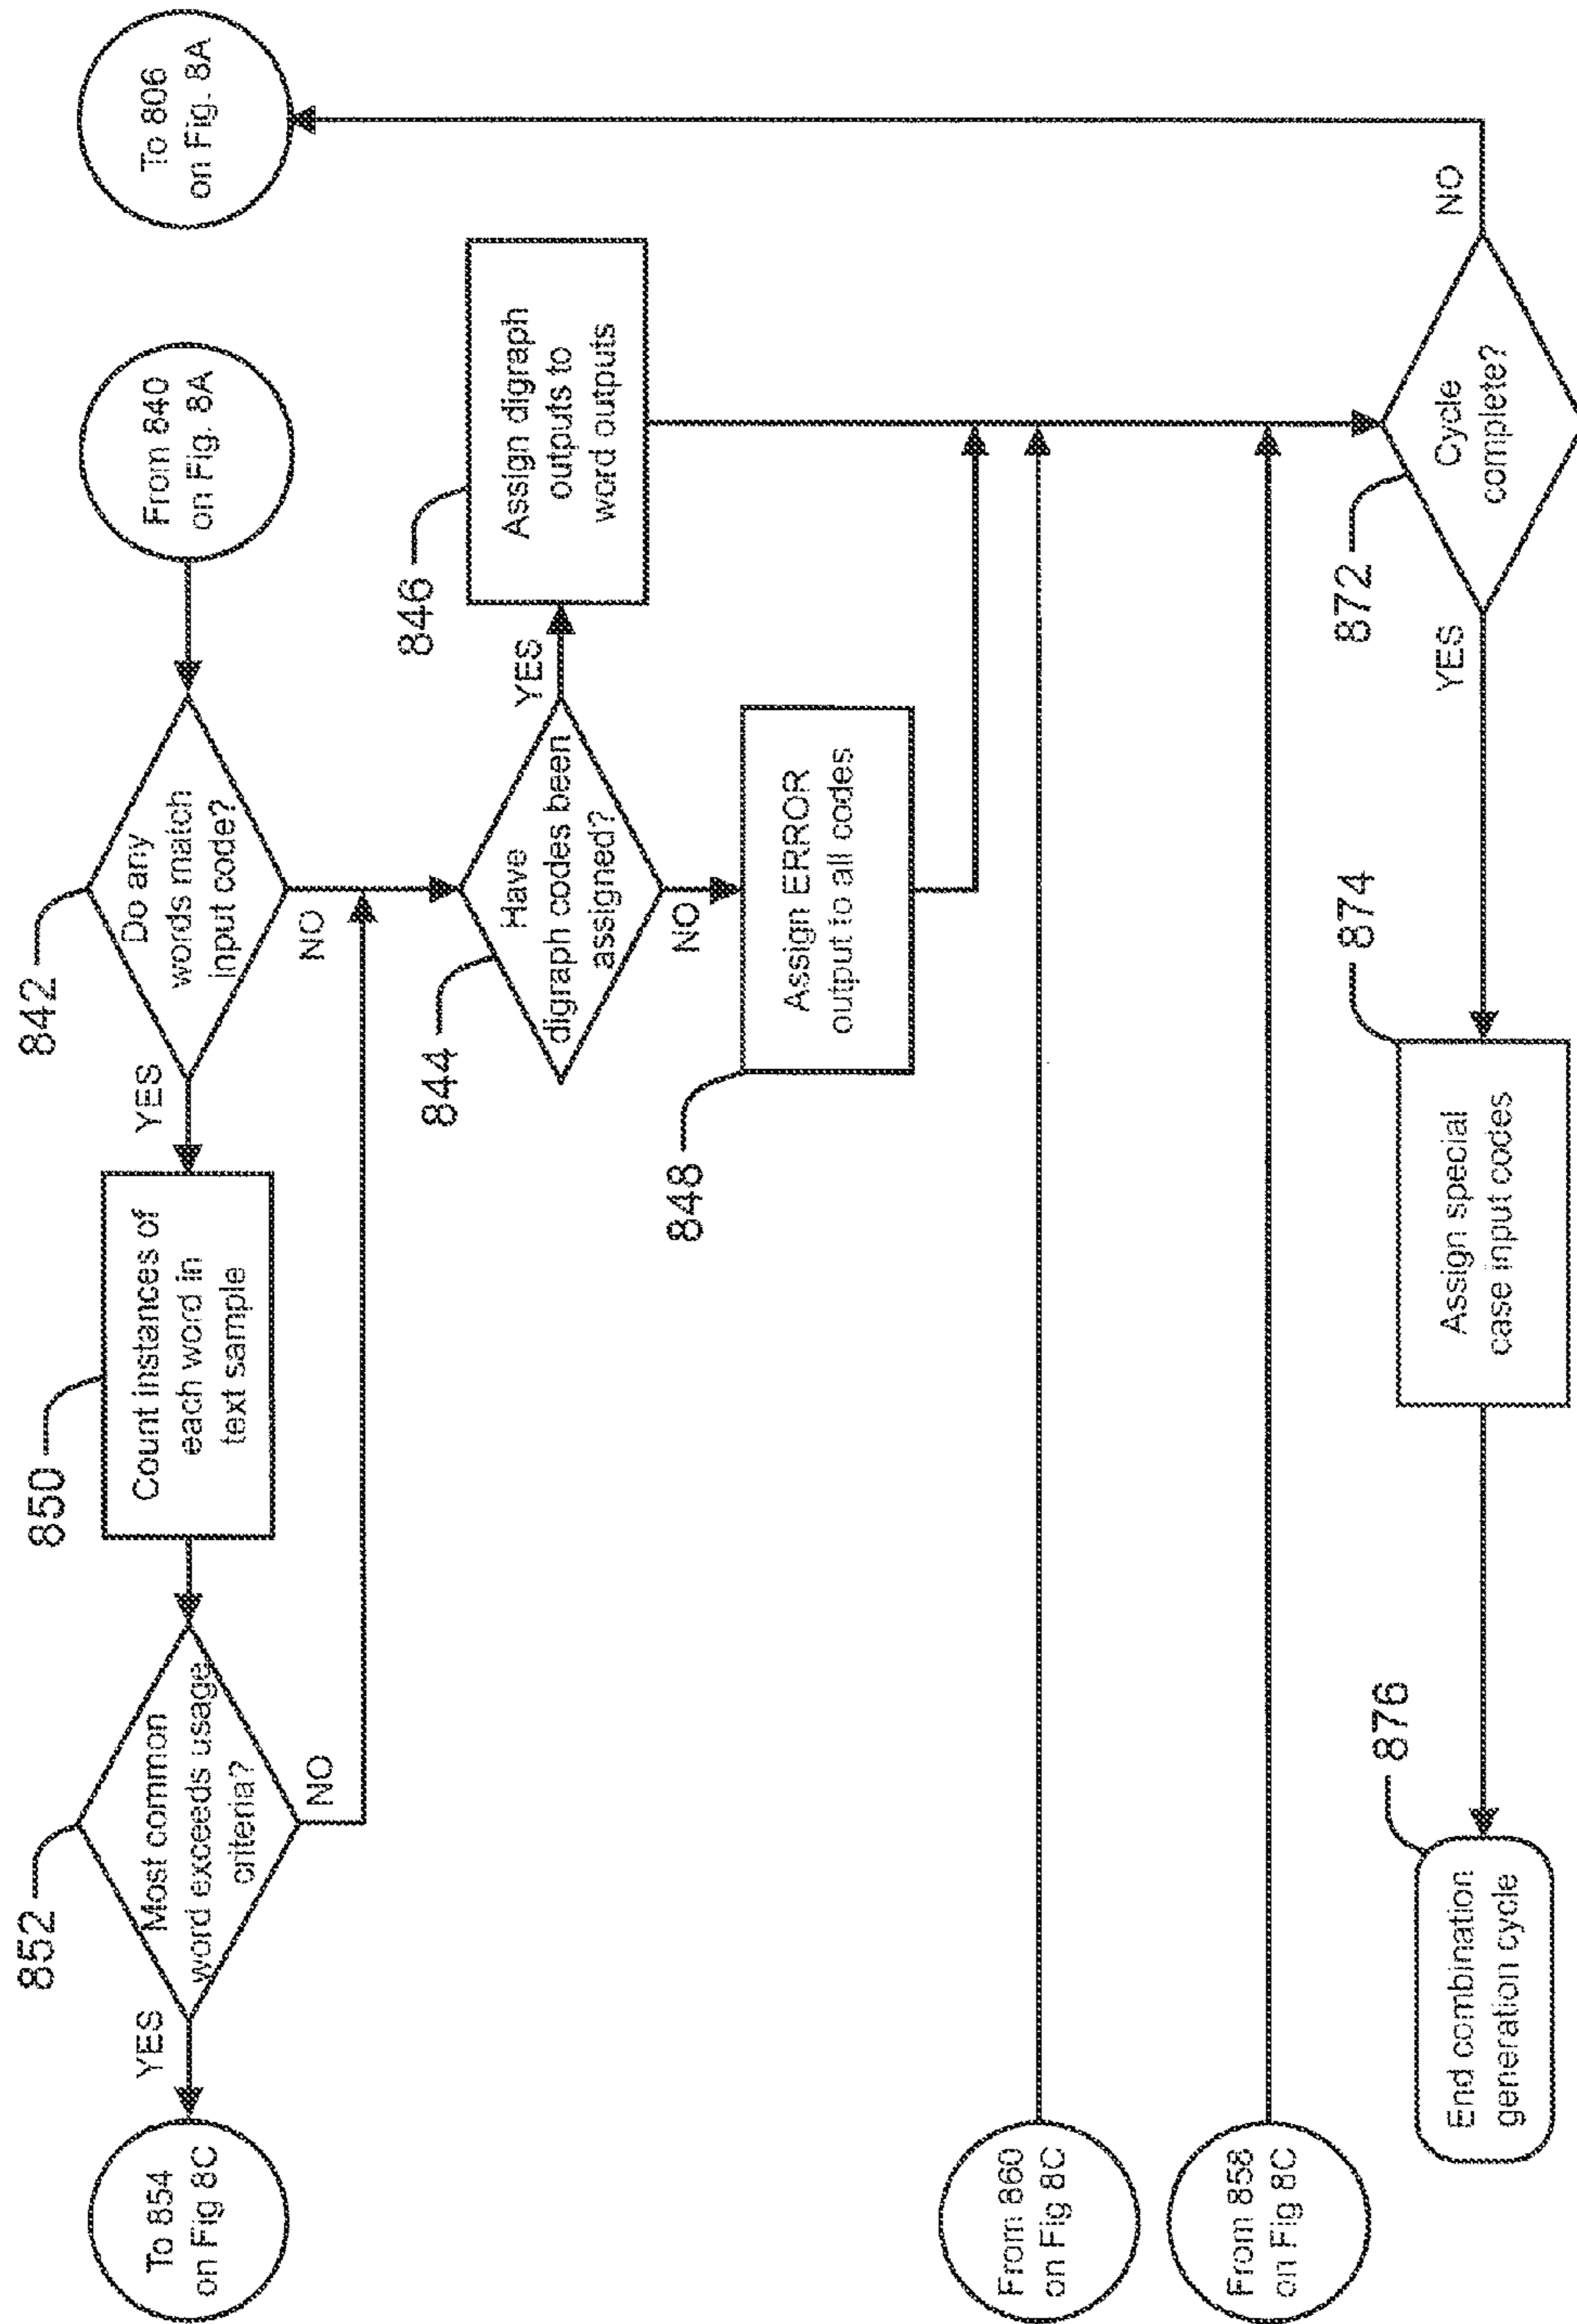 To 854
on Fig 8C
YES
852
Most common
word exceeds usage
criteria?
NO
850
Count instances of
each word in
text sample
YES
842
Do any
words match
input code?
NO
From 840
on Fig. 8A
To 806
on Fig. 8A
844
Have
digraph codes been
assigned?
YES
NO
846
Assign digraph
outputs to
word outputs
848
Assign ERROR
output to all codes
From 860
on Fig 8C
From 858
on Fig 8C
876
End combination
generation cycle
874
Assign special
case input codes
YES
872
Cycle
complete?
NO